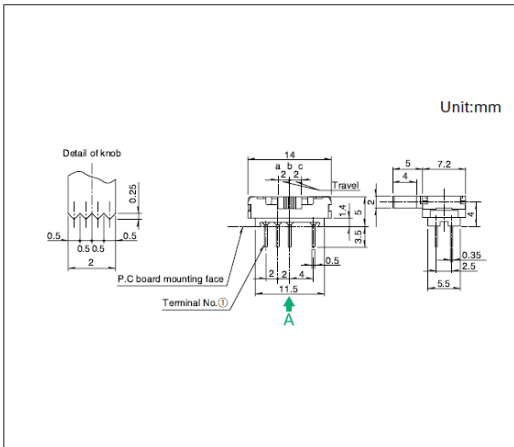 Unit:mm
Detail of knob
0.25
0.5
0.5
0.5 0.5
2
14
a b c
2 2
Travel
1.4
5
3.5
0.5
2 2 4
11.5
P.C board mounting face
Terminal No.①
A
5
7.2
4
2
4
0.35
2.5
5.5